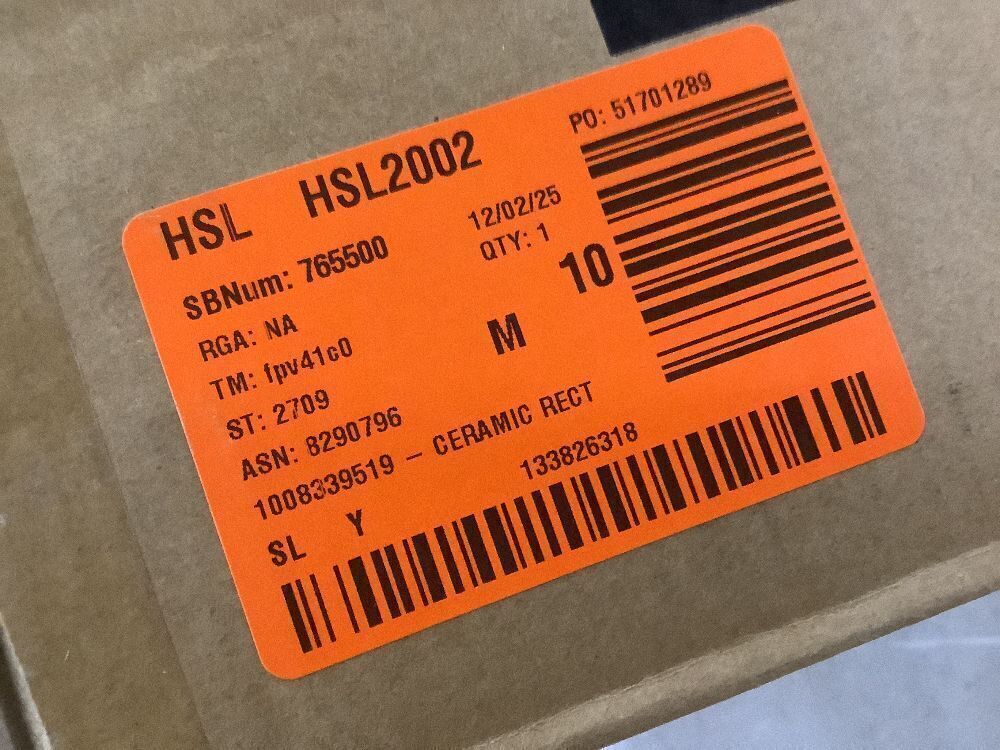 HSL HSL2002
PO: 51701289
SBNum: 765500
12/02/25
QTY: 1
RGA: NA
10
TM: fpv41c0
M
ST: 2709
ASN: 8290796
1008339519 – CERAMIC RECT
133826318
SL Y